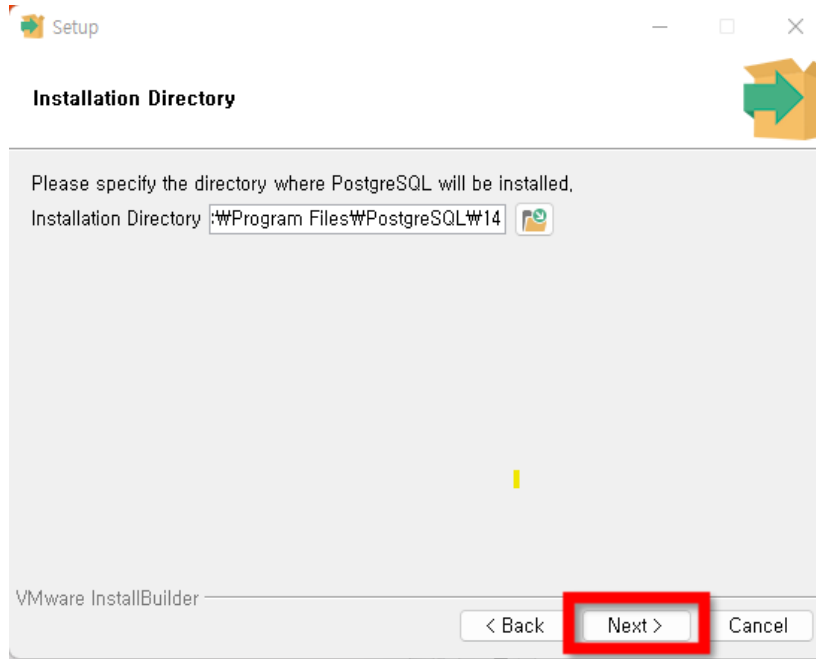 Setup
Installation Directory
Please specify the directory where PostgreSQL will be installed,
Installation Directory :₩Program Files₩PostgreSQL₩14
VMware InstallBuilder
< Back Next > Cancel